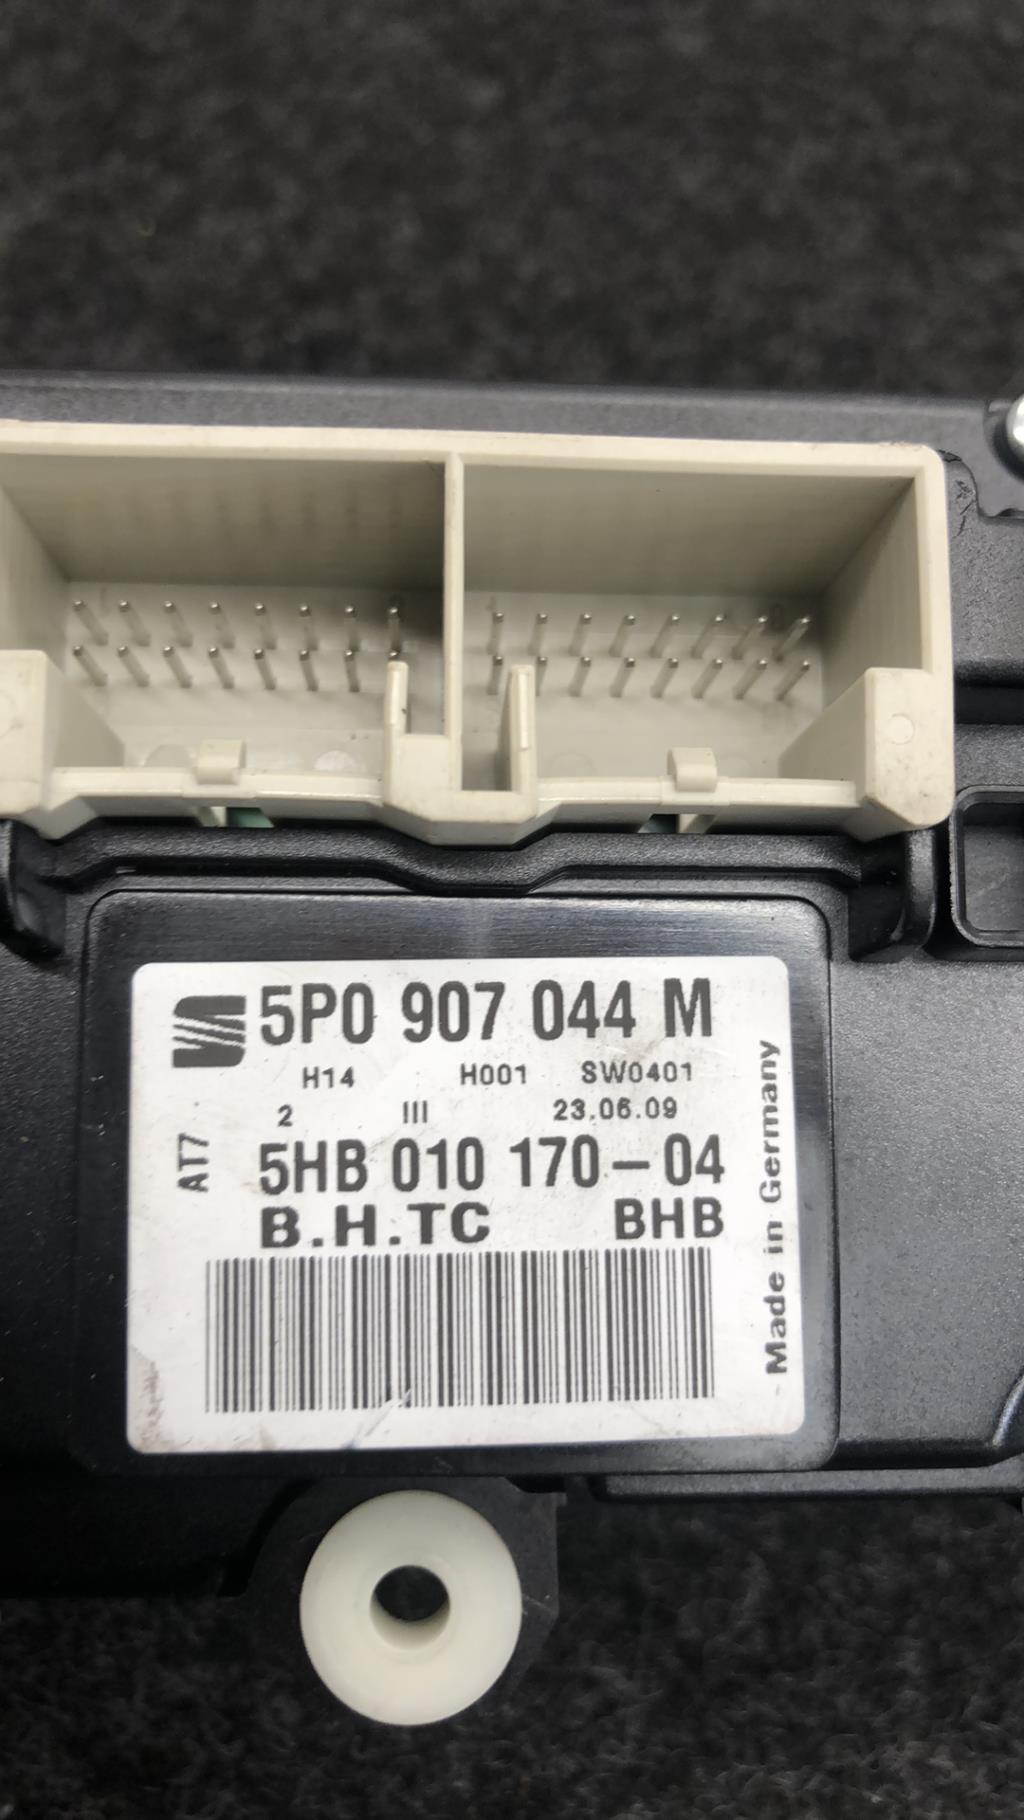 5P0 907 044 M
H14 H001 SW0401
2 III 23.06.09
AT7
5HB 010 170-04
B.H.TC BHB
Made in Germany